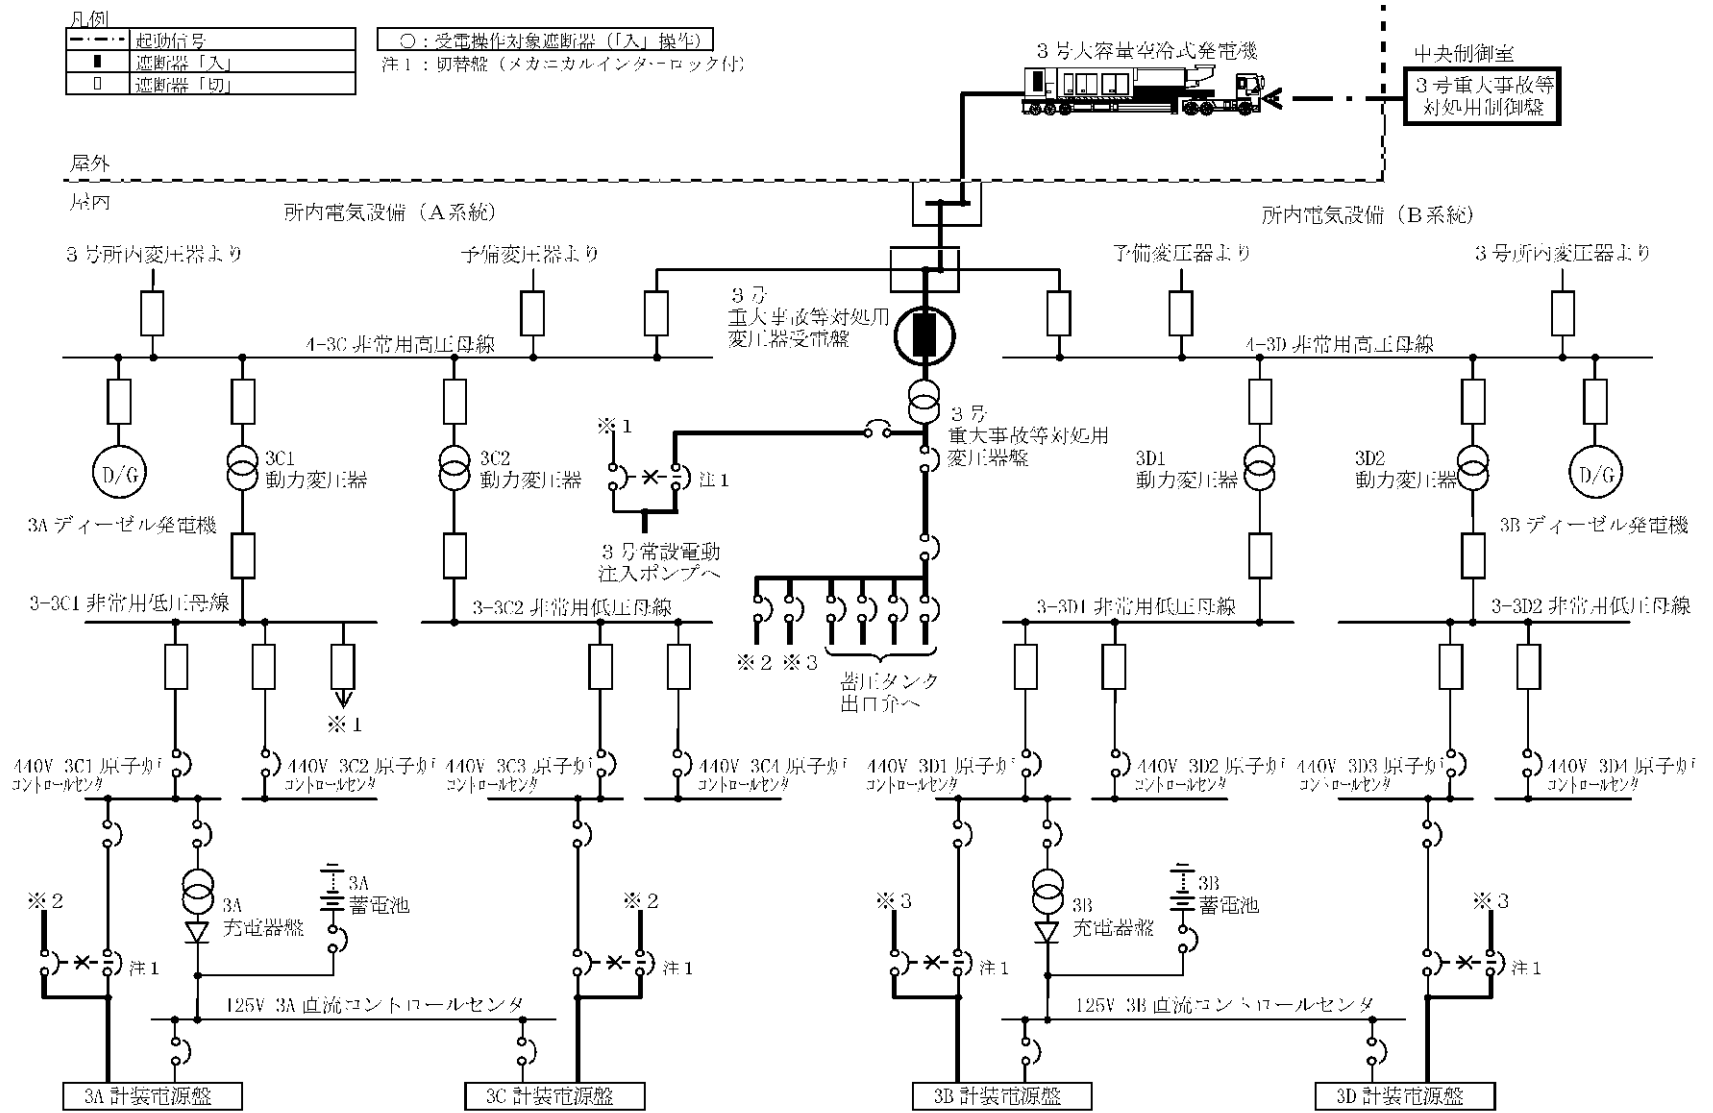 凡例
起動信号
遮断器「入」
遮断器「切」
○：受電操作対象遮断器（「入」操作）
注１：切替盤（メカニカルインターロック付）
３号大容量空冷式発電機
中央制御室
３号重大事故等
対処用制御盤
屋外
屋内
所内電気設備（Ａ系統）
所内電気設備（Ｂ系統）
３号所内変圧器より
予備変圧器より
予備変圧器より
３号所内変圧器より
３号
重大事故等対処用
変圧器受電盤
4-3C 非常用高圧母線
4-3D 非常用高圧母線
３号
重大事故等対処用
変圧器盤
※１
注１
D/G
3C1
動力変圧器
3C2
動力変圧器
3D1
動力変圧器
3D2
動力変圧器
D/G
3A ディーゼル発電機
3B ディーゼル発電機
３号常設電動
注入ポンプへ
3-3C1 非常用低圧母線
3-3C2 非常用低圧母線
3-3D1 非常用低圧母線
3-3D2 非常用低圧母線
※２
※３
蓄圧タンク
出口弁へ
※１
440V 3C1 原子炉
コントロールセンタ
440V 3C2 原子炉
コントロールセンタ
440V 3C3 原子炉
コントロールセンタ
440V 3C4 原子炉
コントロールセンタ
440V 3D1 原子炉
コントロールセンタ
440V 3D2 原子炉
コントロールセンタ
440V 3D3 原子炉
コントロールセンタ
440V 3D4 原子炉
コントロールセンタ
※２
3A
充電器盤
3A
蓄電池
※２
※３
3B
充電器盤
3B
蓄電池
※３
注１
注１
注１
注１
125V 3A 直流コントロールセンタ
125V 3B 直流コントロールセンタ
3A 計装電源盤
3C 計装電源盤
3B 計装電源盤
3D 計装電源盤